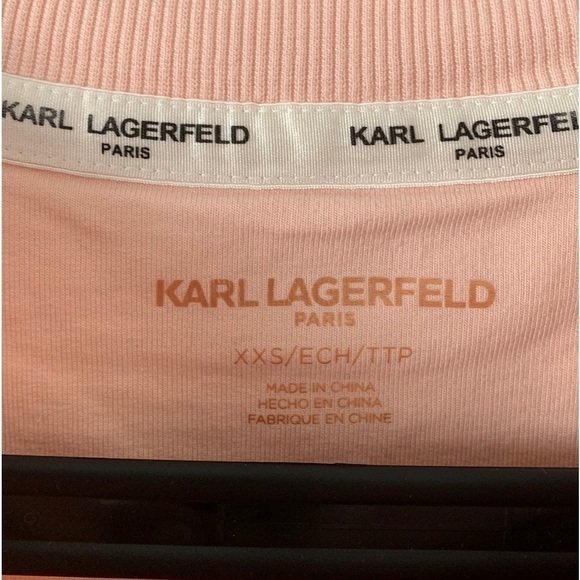 KARL LAGERFELD
PARIS
KARL LAGERFEL
PARIS
KARL LAGERFELD
PARIS
XXS/ECH/TTP
MADE IN CHINA
HECHO EN CHINA
FABRIQUE EN CHINE